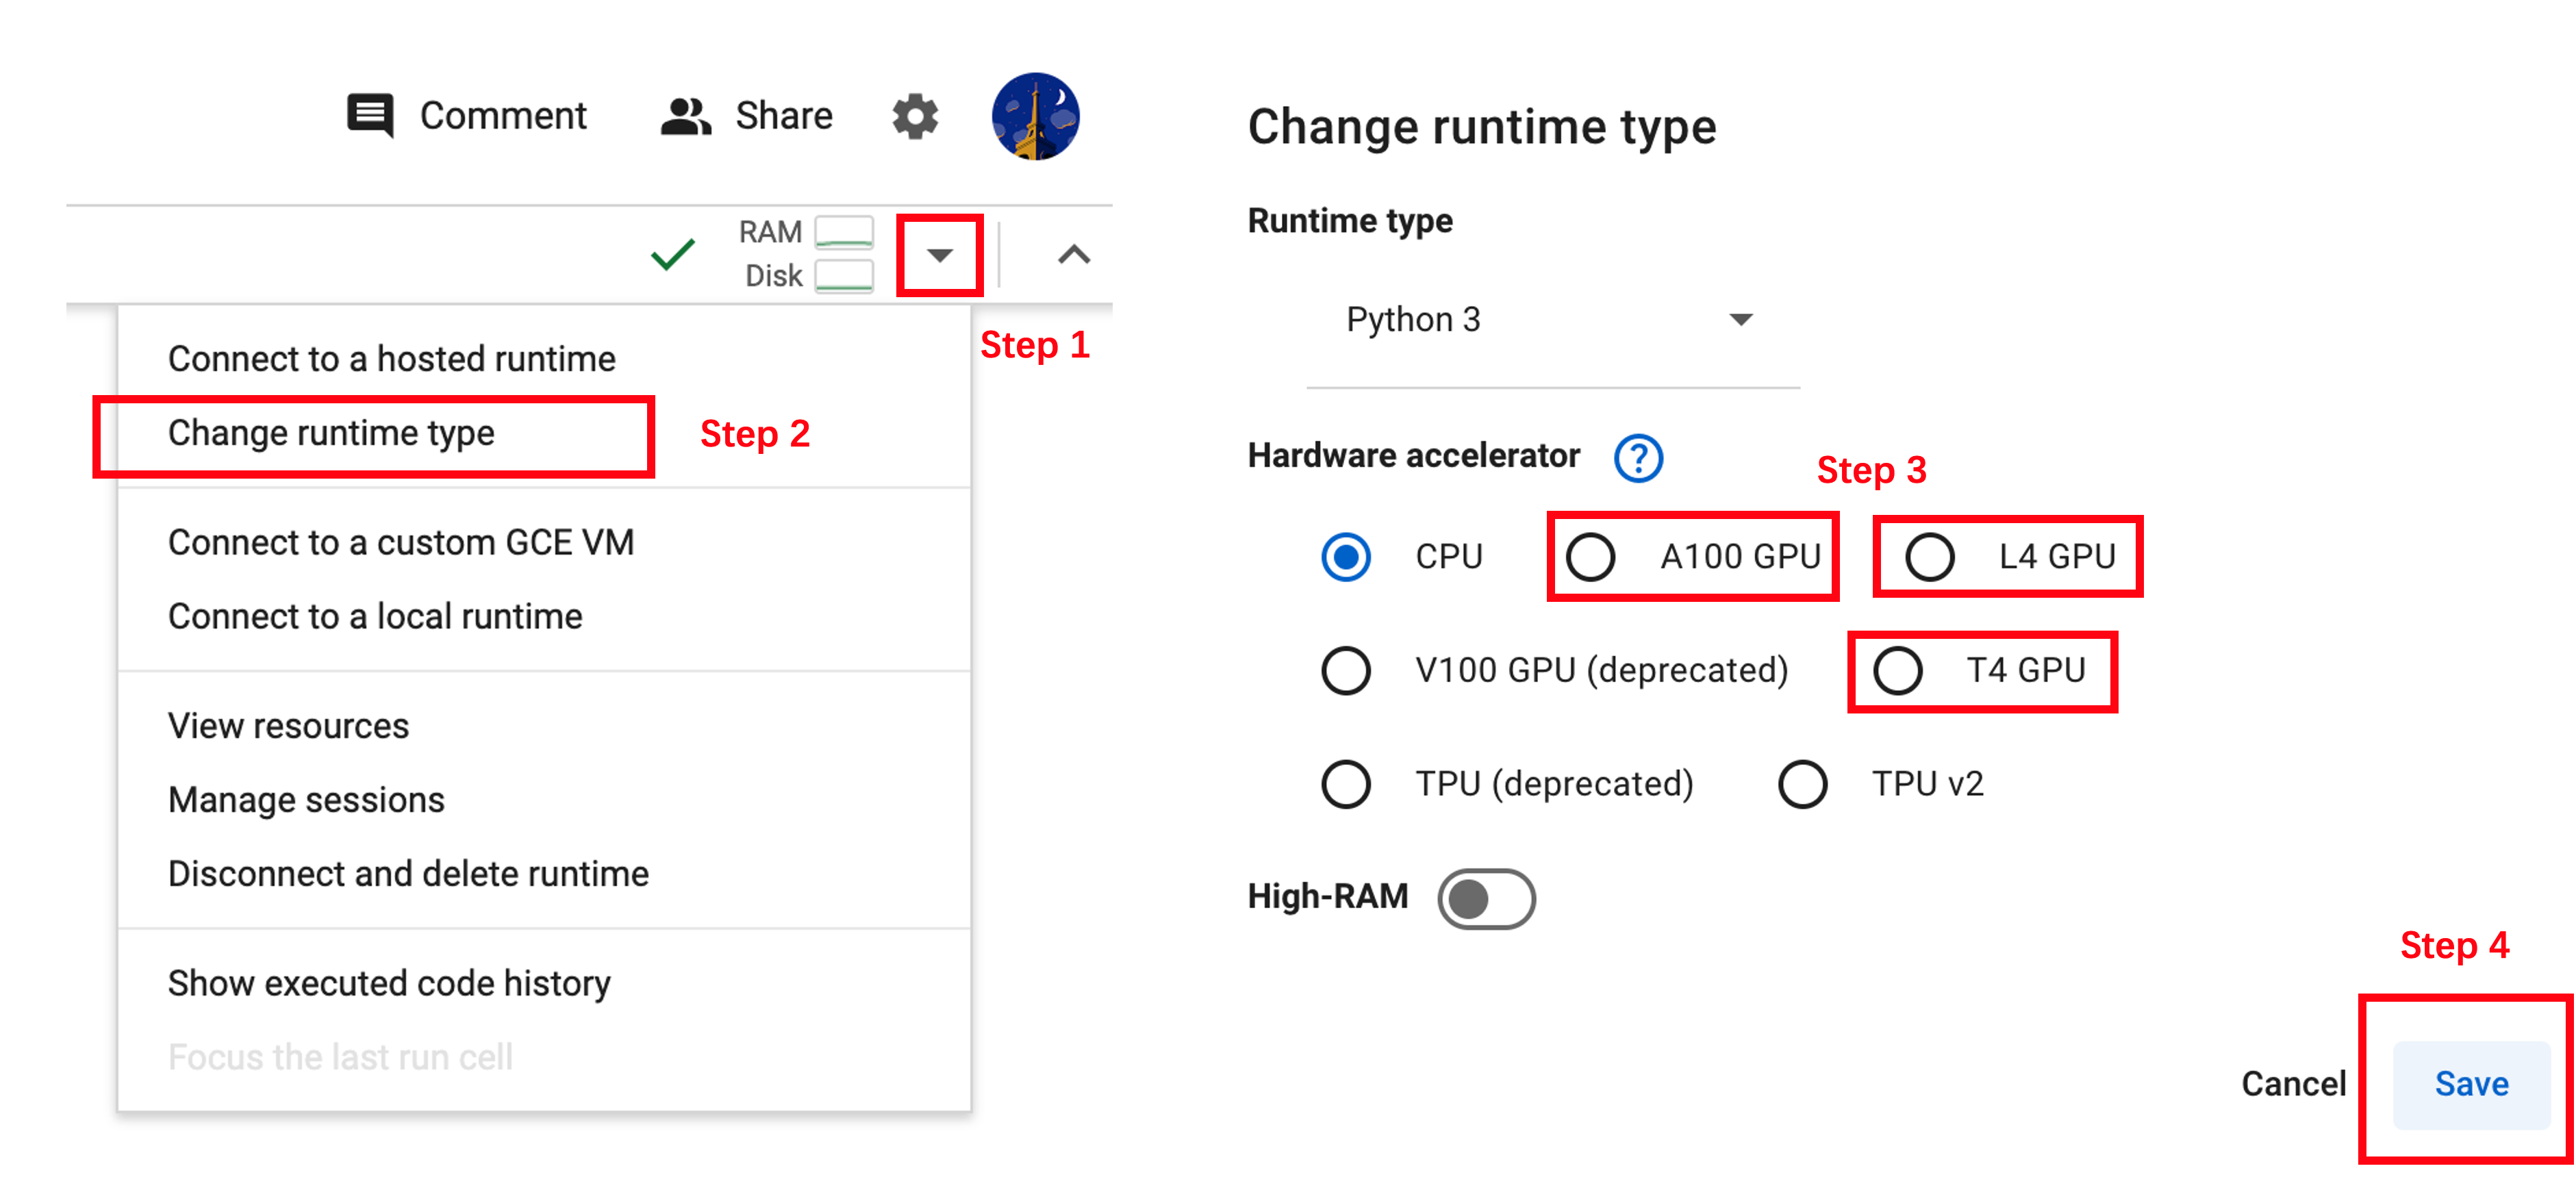 Comment Share
RAM
Disk
Step 1
Connect to a hosted runtime
Change runtime type
Step 2
Connect to a custom GCE VM
Connect to a local runtime
View resources
Manage sessions
Disconnect and delete runtime
Show executed code history
Focus the last run cell
Change runtime type
Runtime type
Python 3
Hardware accelerator ?
Step 3
CPU A100 GPU L4 GPU
V100 GPU (deprecated) T4 GPU
TPU (deprecated) TPU v2
High-RAM
Step 4
Cancel Save